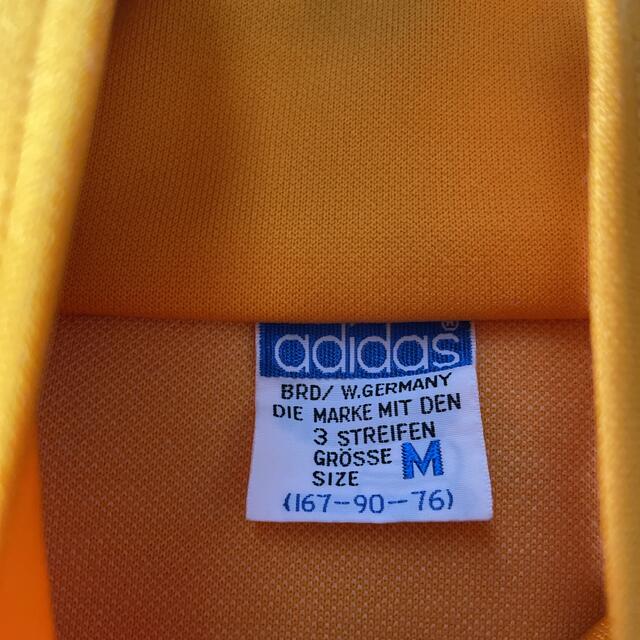 adidas®
BRD/ W.GERMANY
DIE MARKE MIT DEN
3 STREIFEN
GRÖSSE M
SIZE
(167-90-76)